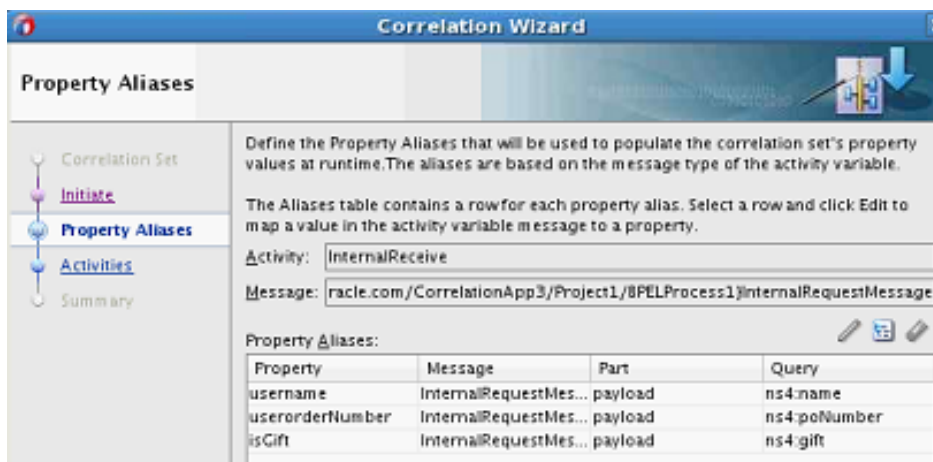 Correlation Wizard
Property Aliases
Correlation Set
Initiate
Property Aliases
Activities
Summary
Define the Property Aliases that will be used to populate the correlation set's property
values at runtime.The aliases are based on the message type of the activity variable.
The Aliases table contains a row for each property alias. Select a row and click Edit to
map a value in the activity variable message to a property.
Activity: InternalReceive
Message: racle.com/CorrelationApp3/Project1/BPELProcess1}InternalRequestMessage
Property Aliases:
Property Message Part Query
username InternalRequestMes... payload ns4:name
userorderNumber InternalRequestMes... payload ns4:poNumber
isGift InternalRequestMes... payload ns4:gift